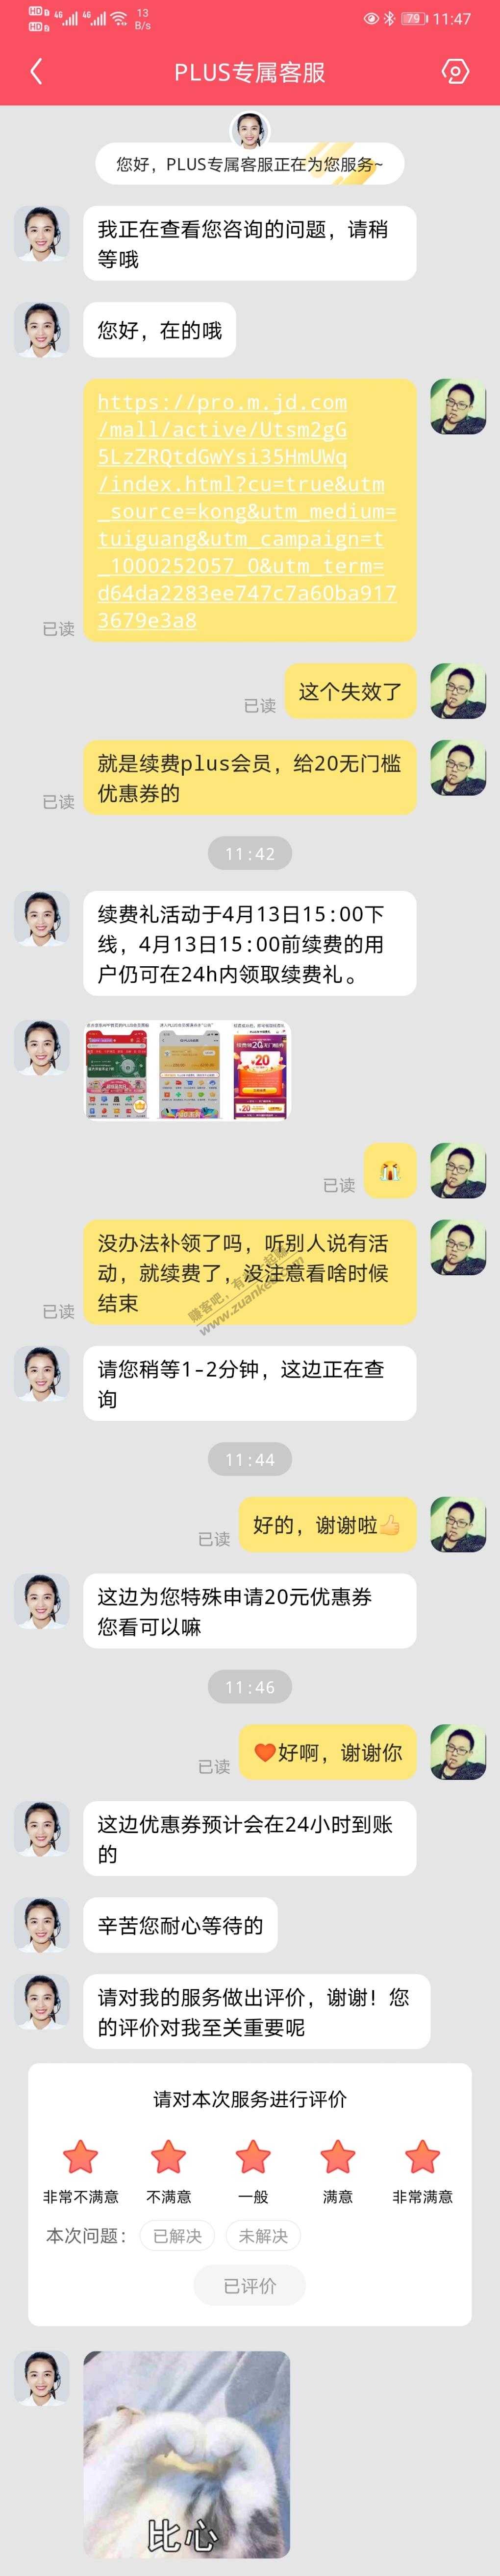 HD 4G 4G 13 B/s 79 11:47
HD
PLUS专属客服
您好，PLUS专属客服正在为您服务~
我正在查看您咨询的问题，请稍
等哦
您好，在的哦
https://pro.m.jd.com
/mall/active/Utsm2gG
5LzZRQtdGwYsi35HmUWq
/index.html?cu=true&utm
_source=kong&utm_medium=
tuiguang&utm_campaign=t
_1000252057_0&utm_term=
d64da2283ee747c7a60ba917
3679e3a8
已读
这个失效了
已读
就是续费plus会员，给20无门槛
优惠券的
已读
11:42
续费礼活动于4月13日15:00下
线，4月13日15:00前续费的用
户仍可在24h内领取续费礼。
已读
没办法补领了吗，听别人说有活
动，就续费了，没注意看啥时候
结束
已读
www.zuanke8.com
请您稍等1-2分钟，这边正在查
询
11:44
好的，谢谢啦👍
已读
这边为您特殊申请20元优惠券
您看可以嘛
11:46
❤好啊，谢谢你
已读
这边优惠券预计会在24小时到账
的
辛苦您耐心等待的
请对我的服务做出评价，谢谢！您
的评价对我至关重要呢
请对本次服务进行评价
非常不满意 不满意 一般 满意 非常满意
本次问题： 已解决 未解决
已评价
比心